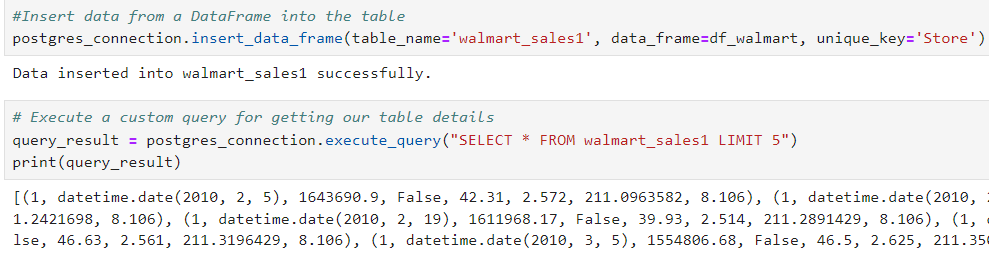 #Insert data from a DataFrame into the table
postgres_connection.insert_data_frame(table_name='walmart_sales1', data_frame=df_walmart, unique_key='Store')
Data inserted into walmart_sales1 successfully.
# Execute a custom query for getting our table details
query_result = postgres_connection.execute_query("SELECT * FROM walmart_sales1 LIMIT 5")
print(query_result)
[(1, datetime.date(2010, 2, 5), 1643690.9, False, 42.31, 2.572, 211.0963582, 8.106), (1, datetime.date(2010,
1.2421698, 8.106), (1, datetime.date(2010, 2, 19), 1611968.17, False, 39.93, 2.514, 211.2891429, 8.106), (1,
lse, 46.63, 2.561, 211.3196429, 8.106), (1, datetime.date(2010, 3, 5), 1554806.68, False, 46.5, 2.625,